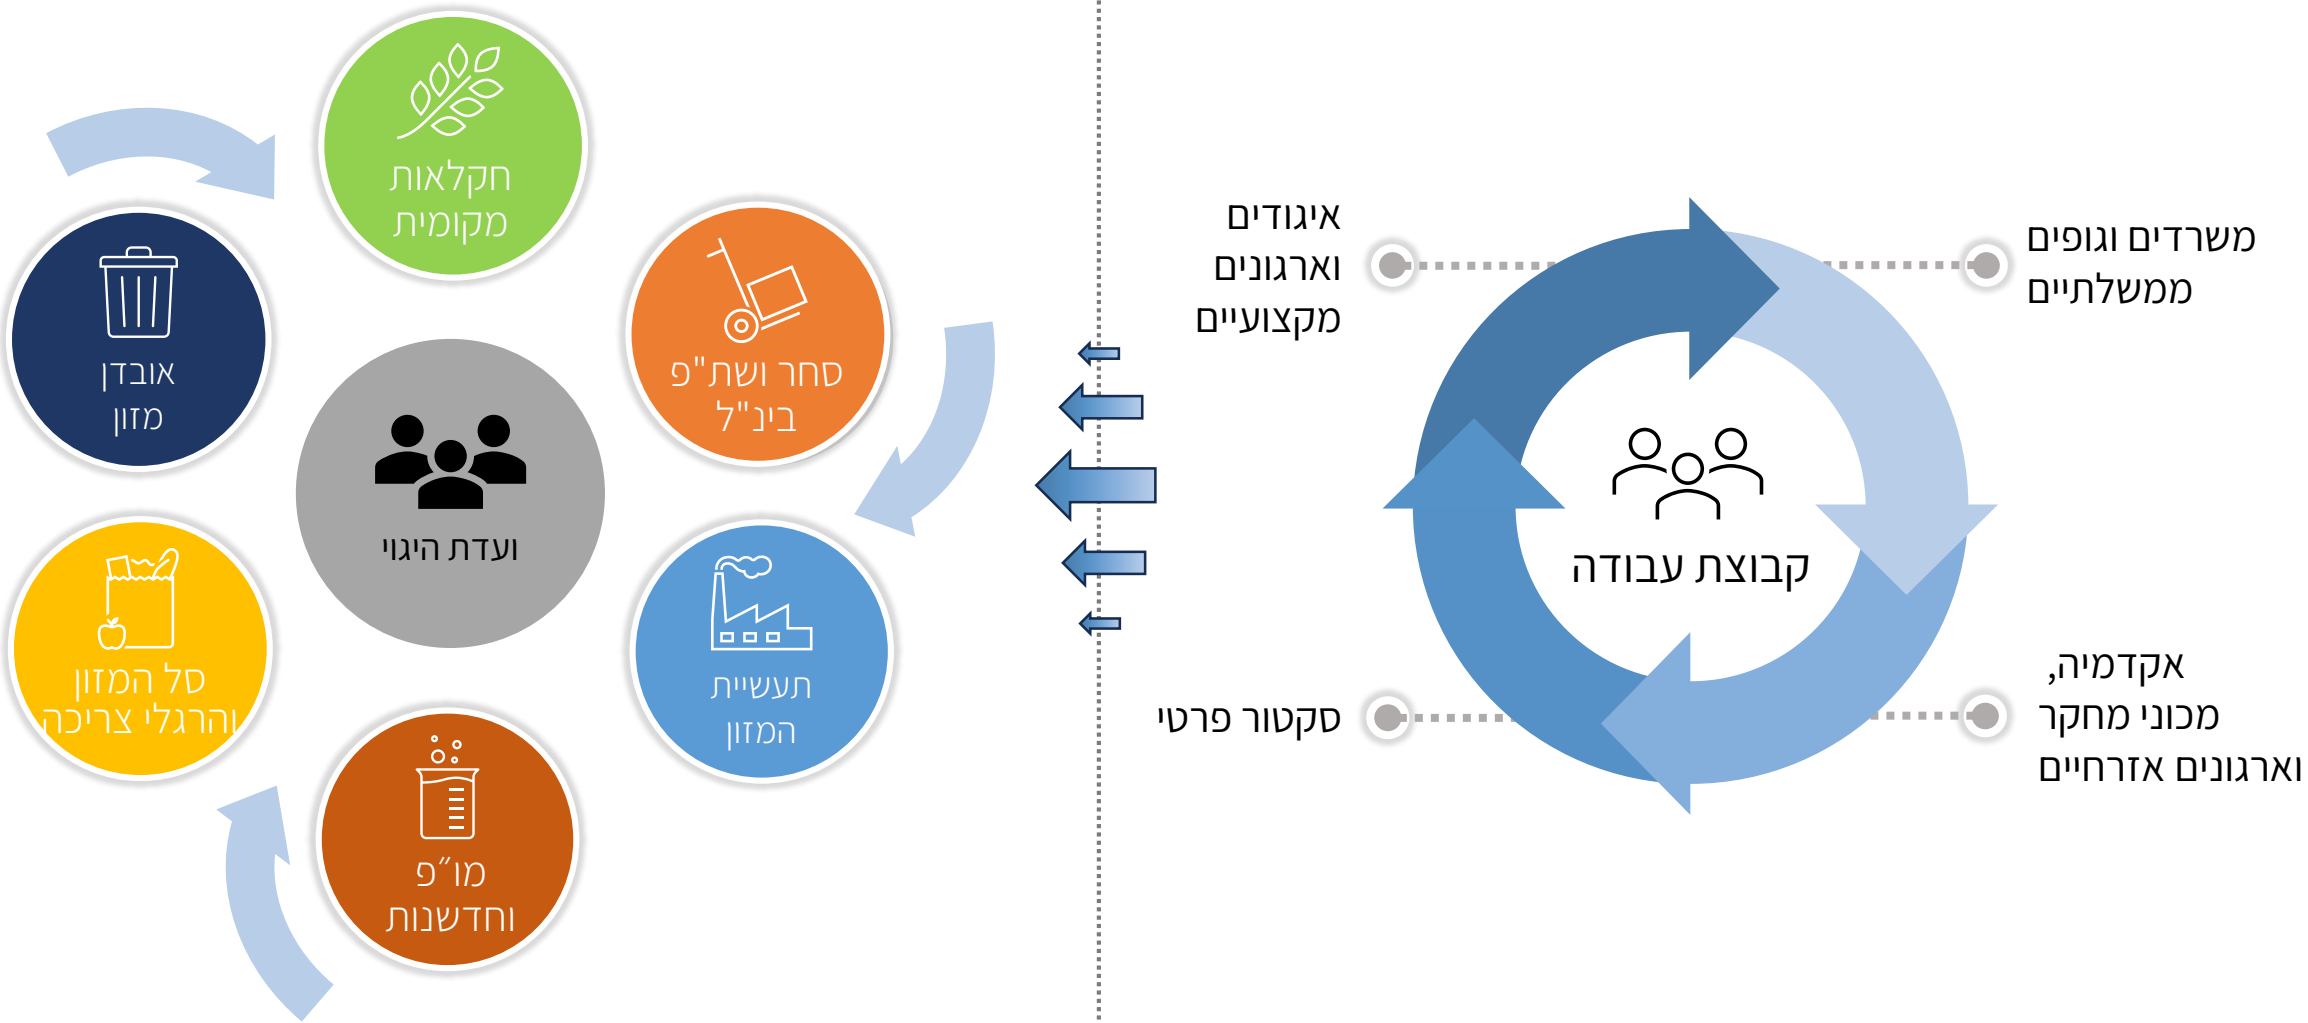 משרדים וגופים
ממשלתיים
איגודים
וארגונים
מקצועיים
קבוצת עבודה
אקדמיה,
מכוני מחקר
וארגונים אזרחיים
סקטור פרטי
חקלאות
מקומית
סחר ושת"פ
בינ"ל
תעשיית
המזון
מו״פ
וחדשנות
סל המזון
והרגלי צריכה
אובדן
מזון
ועדת היגוי